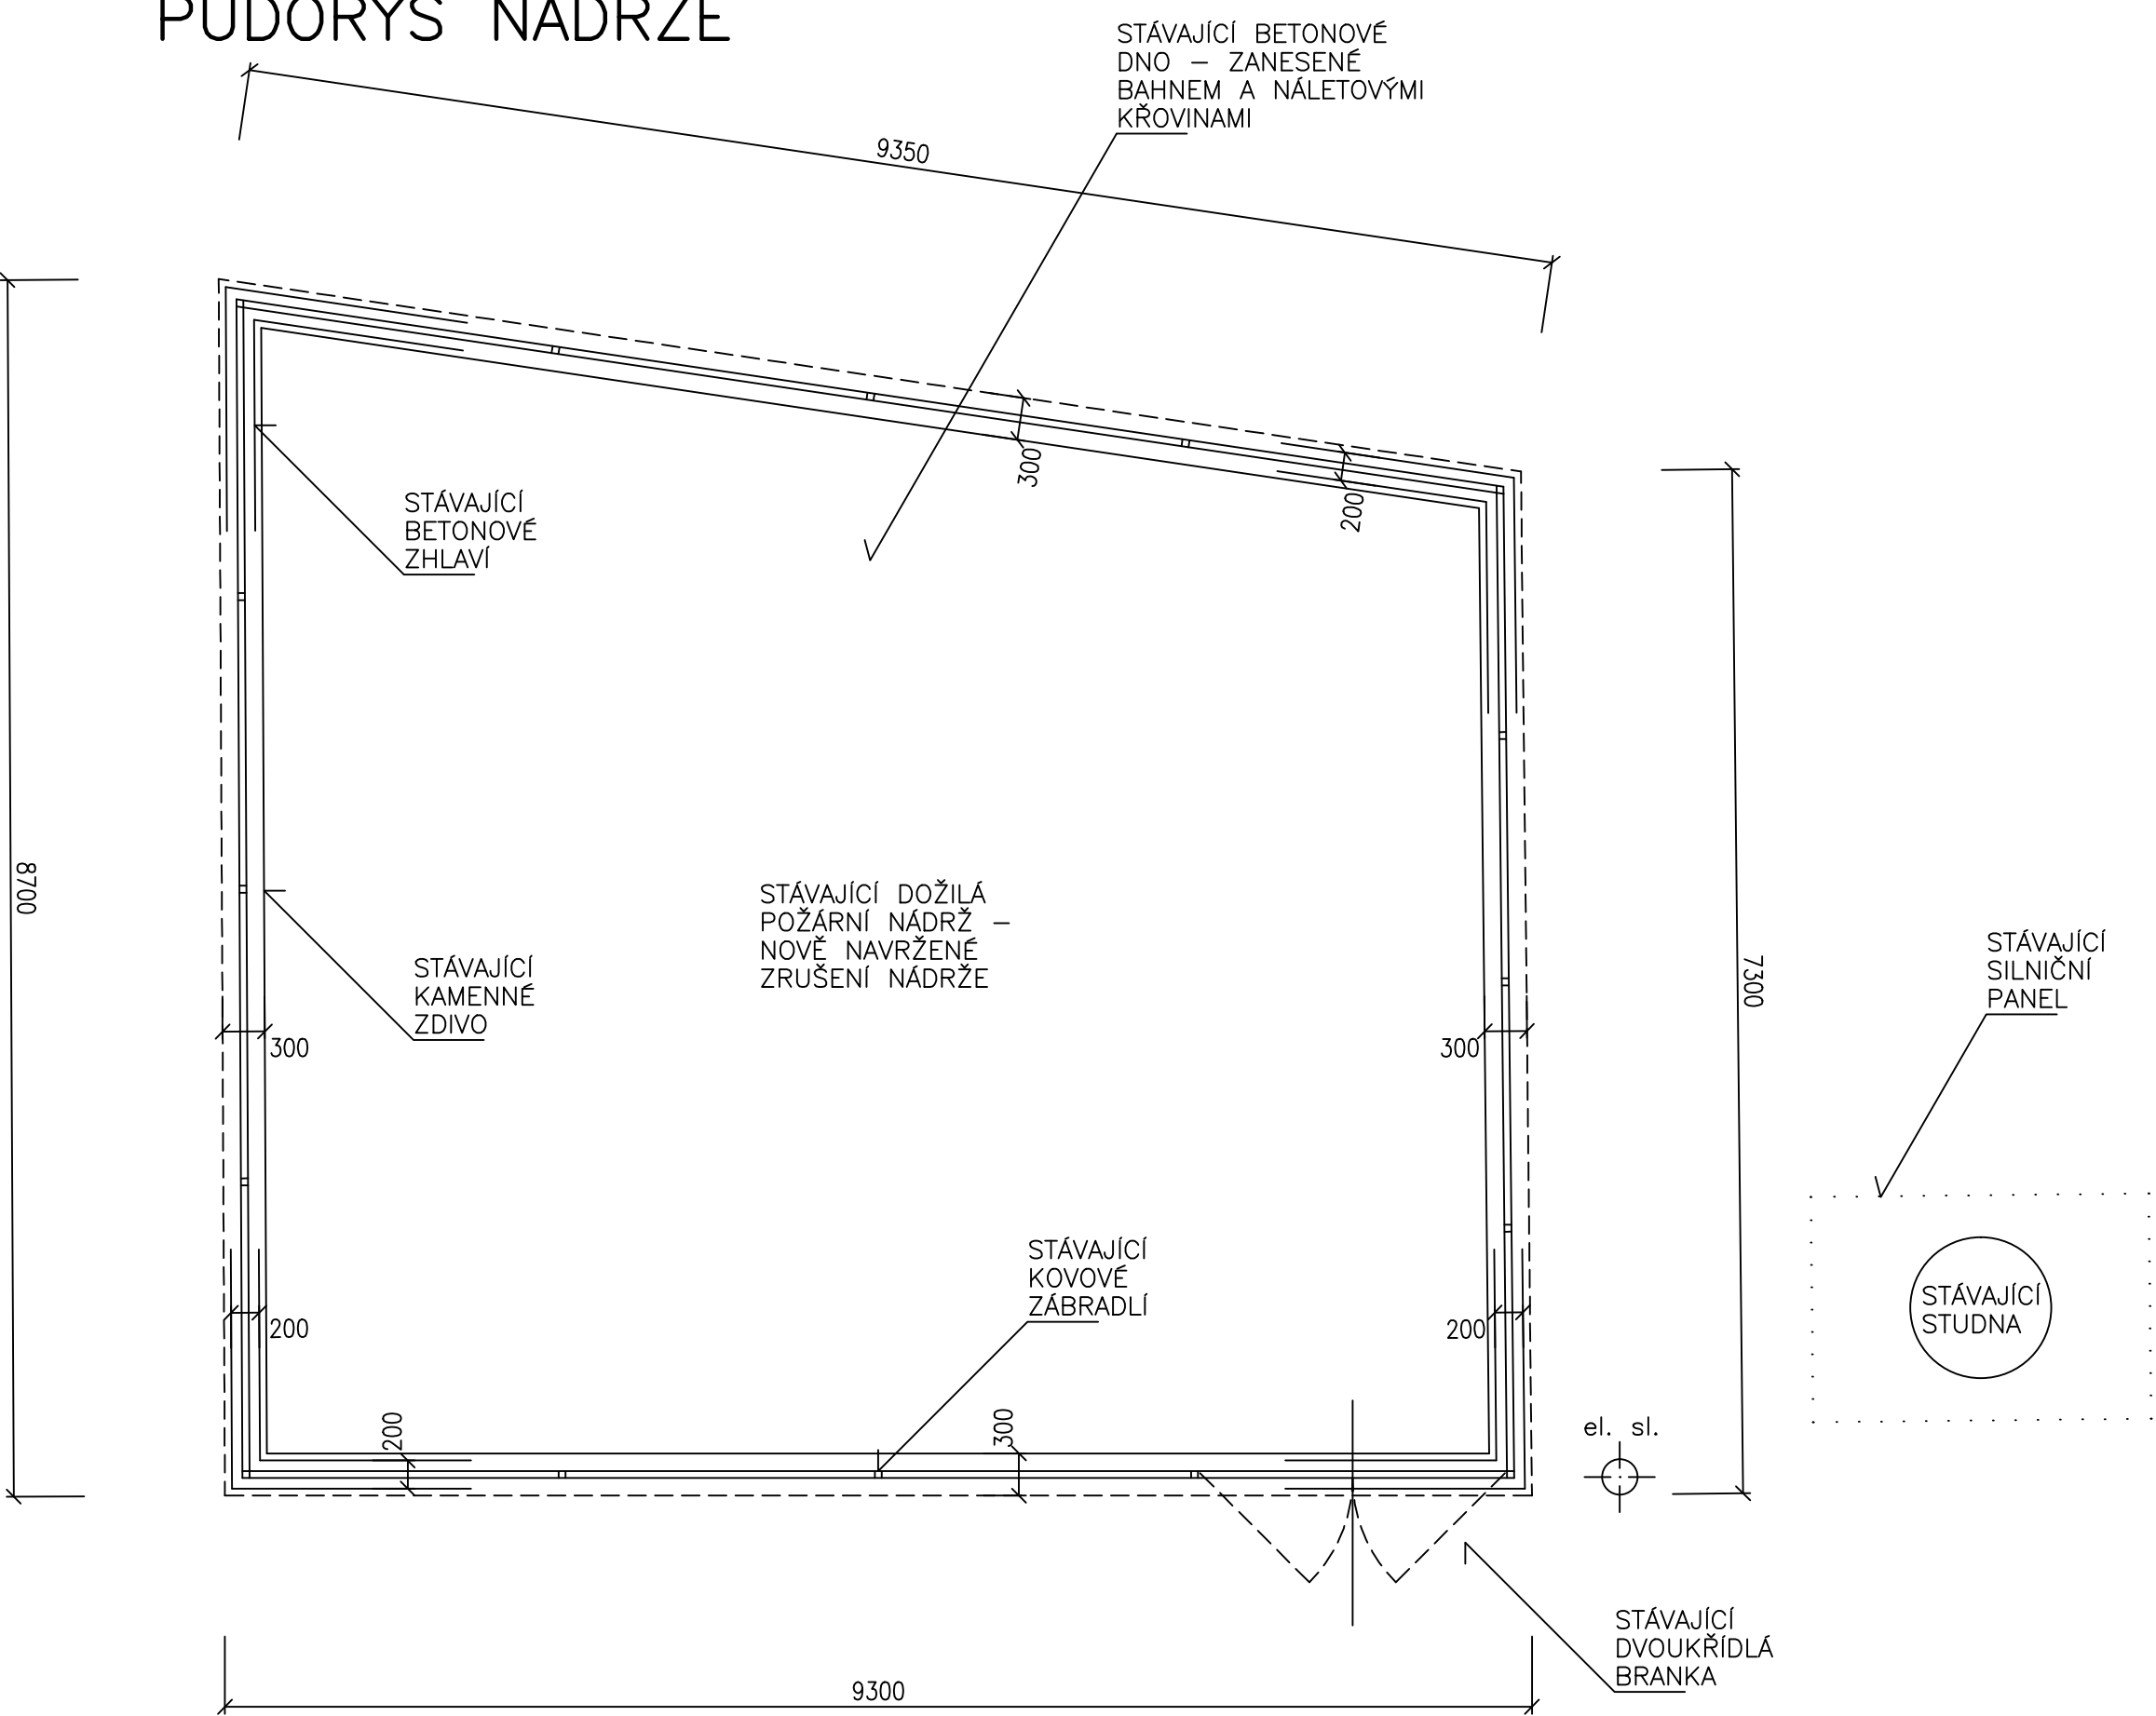 PŮDORYS NÁDRŽE
STÁVAJÍCÍ BETONOVÉ
DNO – ZANESENÉ
BAHNEM A NÁLETOVÝMI
KŘOVINAMI
9350
300
200
STÁVAJÍCÍ
BETONOVÉ
ZHLAVÍ
8700
STÁVAJÍCÍ DOŽILÁ
POŽÁRNÍ NÁDRŽ –
NOVĚ NAVRŽENÉ
ZRUŠENÍ NÁDRŽE
STÁVAJÍCÍ
KAMENNÉ
ZDIVO
300
300
7300
STÁVAJÍCÍ
SILNIČNÍ
PANEL
STÁVAJÍCÍ
KOVOVÉ
ZÁBRADLÍ
200
200
STÁVAJÍCÍ
STUDNA
200
300
el. sl.
STÁVAJÍCÍ
DVOUKŘÍDLÁ
BRANKA
9300